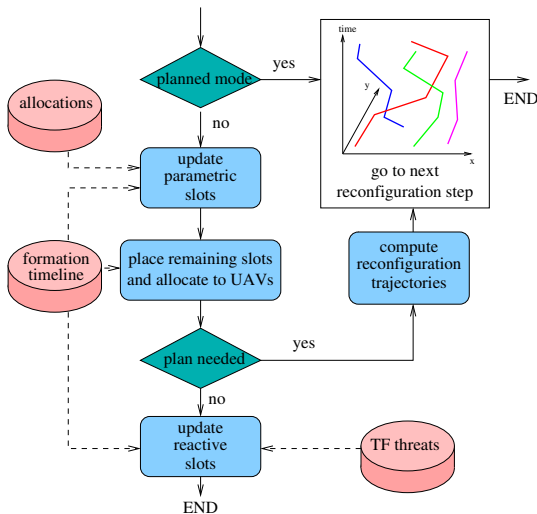 time
planned mode
yes
y
x
END
allocations
no
go to next
reconfiguration step
update
parametric
slots
formation
timeline
place remaining slots
and allocate to UAVs
compute
reconfiguration
trajectories
plan needed
yes
no
update
reactive
slots
TF threats
END